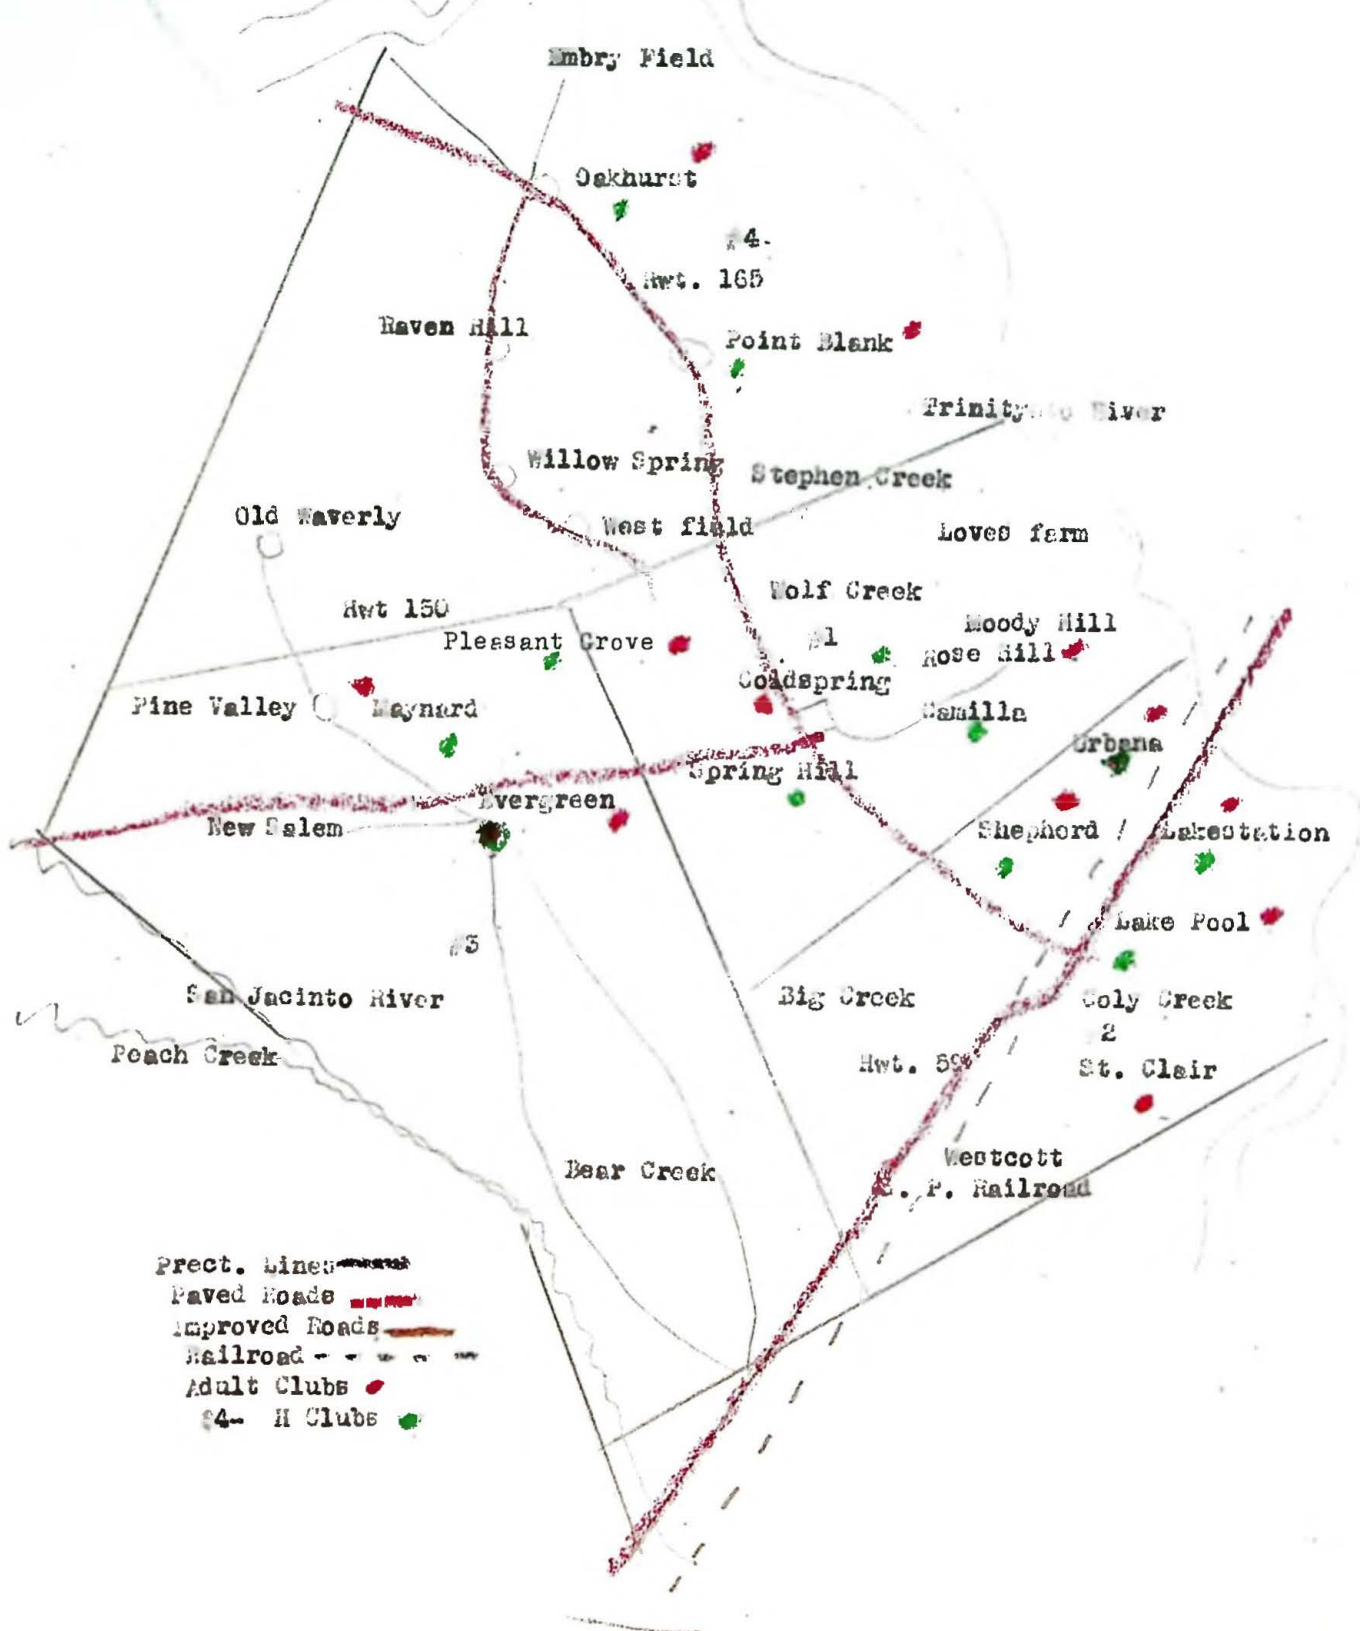 Embry Field
Oakhurst
#4.
Hwt. 165
Raven Hill
Point Blank
Trinity River
Willow Spring
Stephen Creek
Old Waverly
West field
Loves farm
Wolf Creek
Hwt 150
Moody Hill
Pleasant Grove
#1
Rose Hill
Coldspring
Pine Valley
Maynard
Camilla
Urbana
Spring Hill
Evergreen
New Salem
Shepherd
Lakestation
Lake Pool
#3
San Jacinto River
Big Creek
Coly Creek
2
Peach Creek
Hwt. 59
St. Clair
Westcott
Bear Creek
. P. Railroad
Prect. Lines
Paved Roads
Improved Roads
Railroad
Adult Clubs
#4- H Clubs